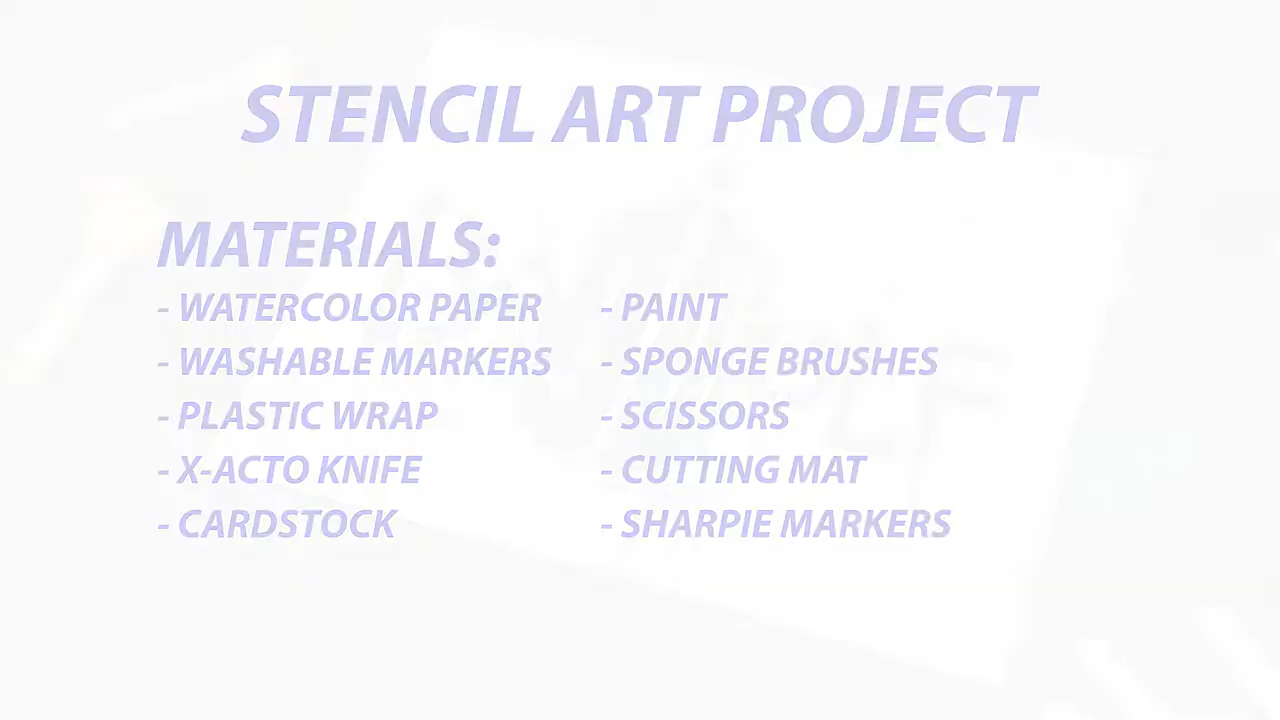 STENCIL ART PROJECT
MATERIALS:
- WATERCOLOR PAPER
- WASHABLE MARKERS
- PLASTIC WRAP
- X-ACTO KNIFE
- CARDSTOCK
- PAINT
- SPONGE BRUSHES
- SCISSORS
- CUTTING MAT
- SHARPIE MARKERS